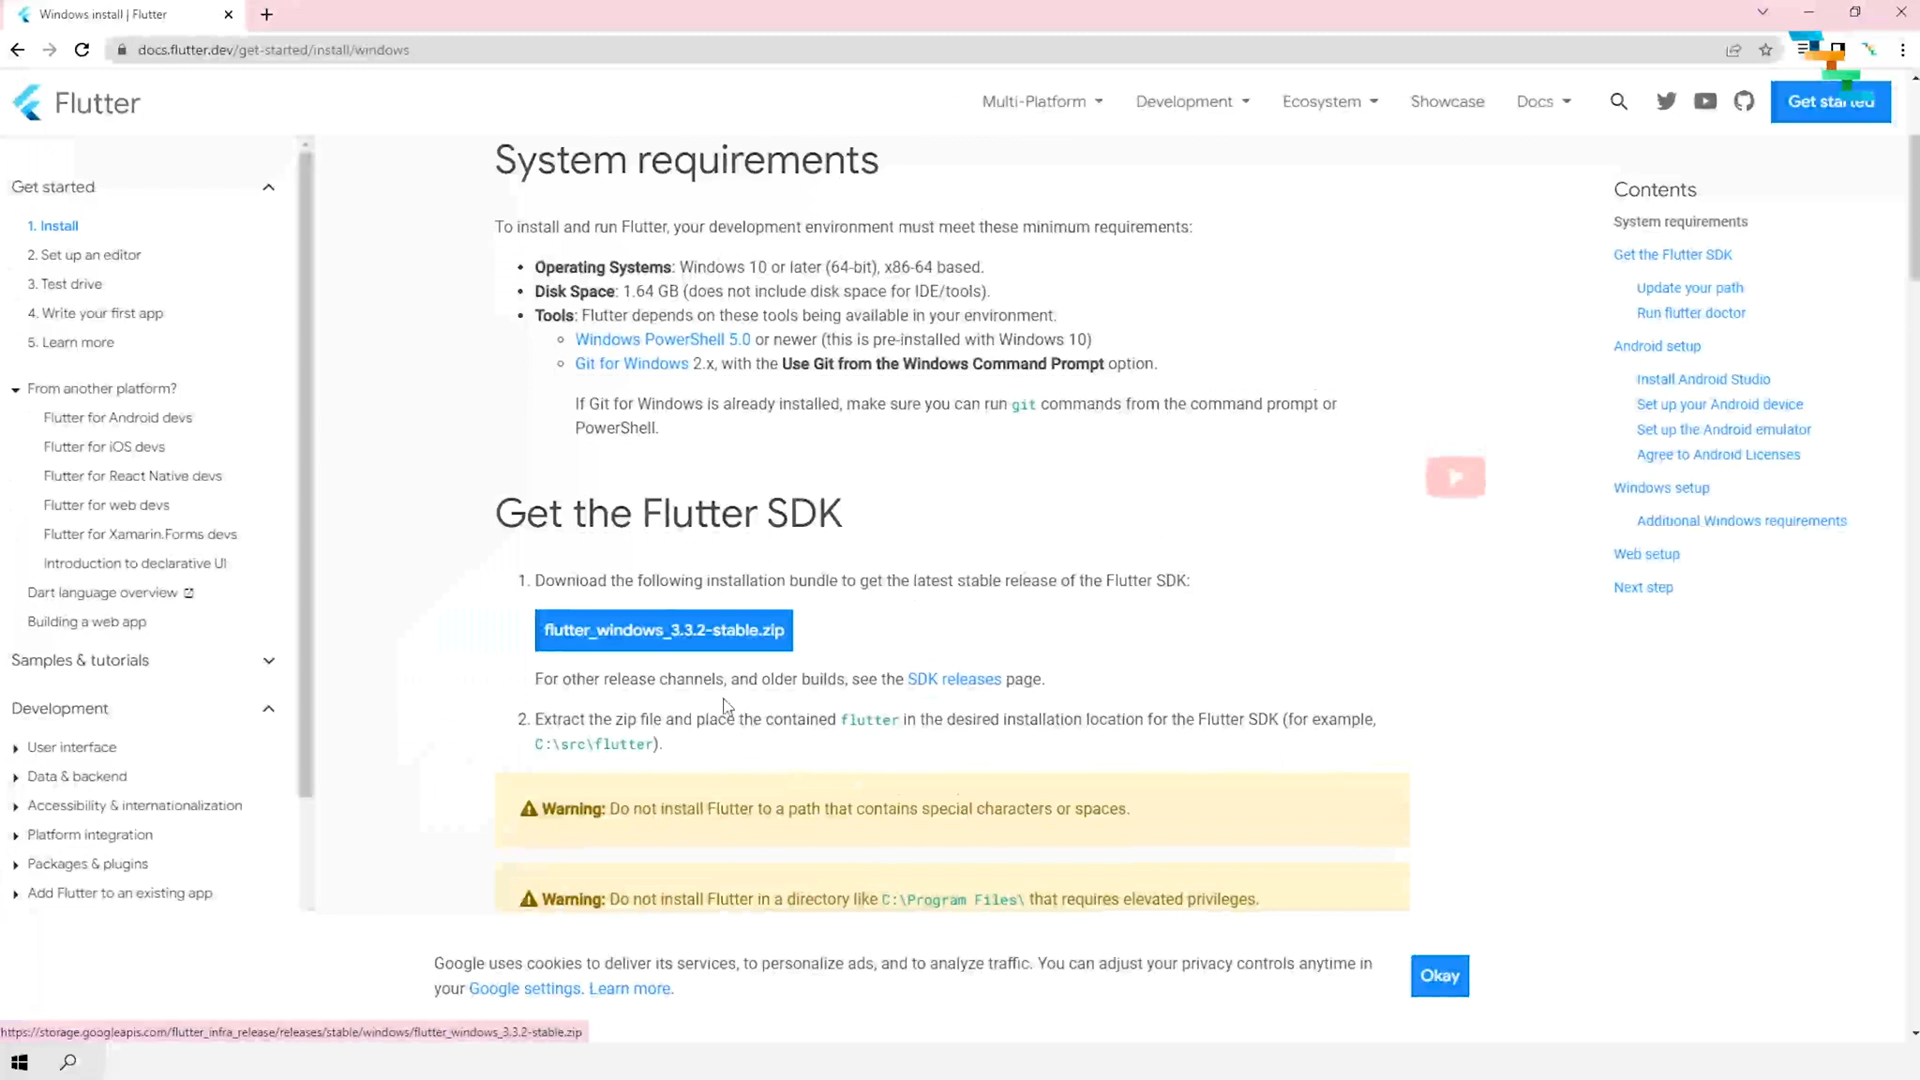 Windows install | Flutter
docs.flutter.dev/get-started/install/windows
Flutter
Multi-Platform
Development
Ecosystem
Showcase
Docs
Get started
Get started
1. Install
2. Set up an editor
3. Test drive
4. Write your first app
5. Learn more
From another platform?
Flutter for Android devs
Flutter for iOS devs
Flutter for React Native devs
Flutter for web devs
Flutter for Xamarin.Forms devs
Introduction to declarative UI
Dart language overview
Building a web app
Samples & tutorials
Development
User interface
Data & backend
Accessibility & internationalization
Platform integration
Packages & plugins
Add Flutter to an existing app
System requirements
To install and run Flutter, your development environment must meet these minimum requirements:
• Operating Systems: Windows 10 or later (64-bit), x86-64 based.
• Disk Space: 1.64 GB (does not include disk space for IDE/tools).
• Tools: Flutter depends on these tools being available in your environment.
Windows PowerShell 5.0 or newer (this is pre-installed with Windows 10)
Git for Windows 2.x, with the Use Git from the Windows Command Prompt option.
If Git for Windows is already installed, make sure you can run git commands from the command prompt or
PowerShell.
Get the Flutter SDK
1. Download the following installation bundle to get the latest stable release of the Flutter SDK:
flutter_windows_3.3.2-stable.zip
For other release channels, and older builds, see the SDK releases page.
2. Extract the zip file and place the contained flutter in the desired installation location for the Flutter SDK (for example,
C:\src\flutter).
Warning: Do not install Flutter to a path that contains special characters or spaces.
Warning: Do not install Flutter in a directory like C:\Program Files\ that requires elevated privileges.
Contents
System requirements
Get the Flutter SDK
Update your path
Run flutter doctor
Android setup
Install Android Studio
Set up your Android device
Set up the Android emulator
Agree to Android Licenses
Windows setup
Additional Windows requirements
Web setup
Next step
Google uses cookies to deliver its services, to personalize ads, and to analyze traffic. You can adjust your privacy controls anytime in
your Google settings. Learn more.
Okay
https://storage.googleapis.com/flutter_infra_release/releases/stable/windows/flutter_windows_3.3.2-stable.zip